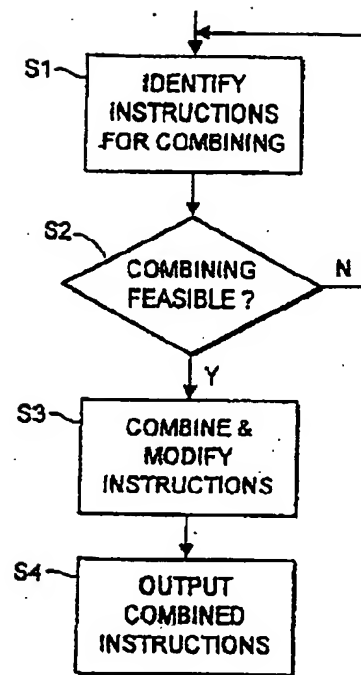 S1
IDENTIFY
INSTRUCTIONS
FOR COMBINING
S2
COMBINING
FEASIBLE ?
N
Y
S3
COMBINE &
MODIFY
INSTRUCTIONS
S4
OUTPUT
COMBINED
INSTRUCTIONS